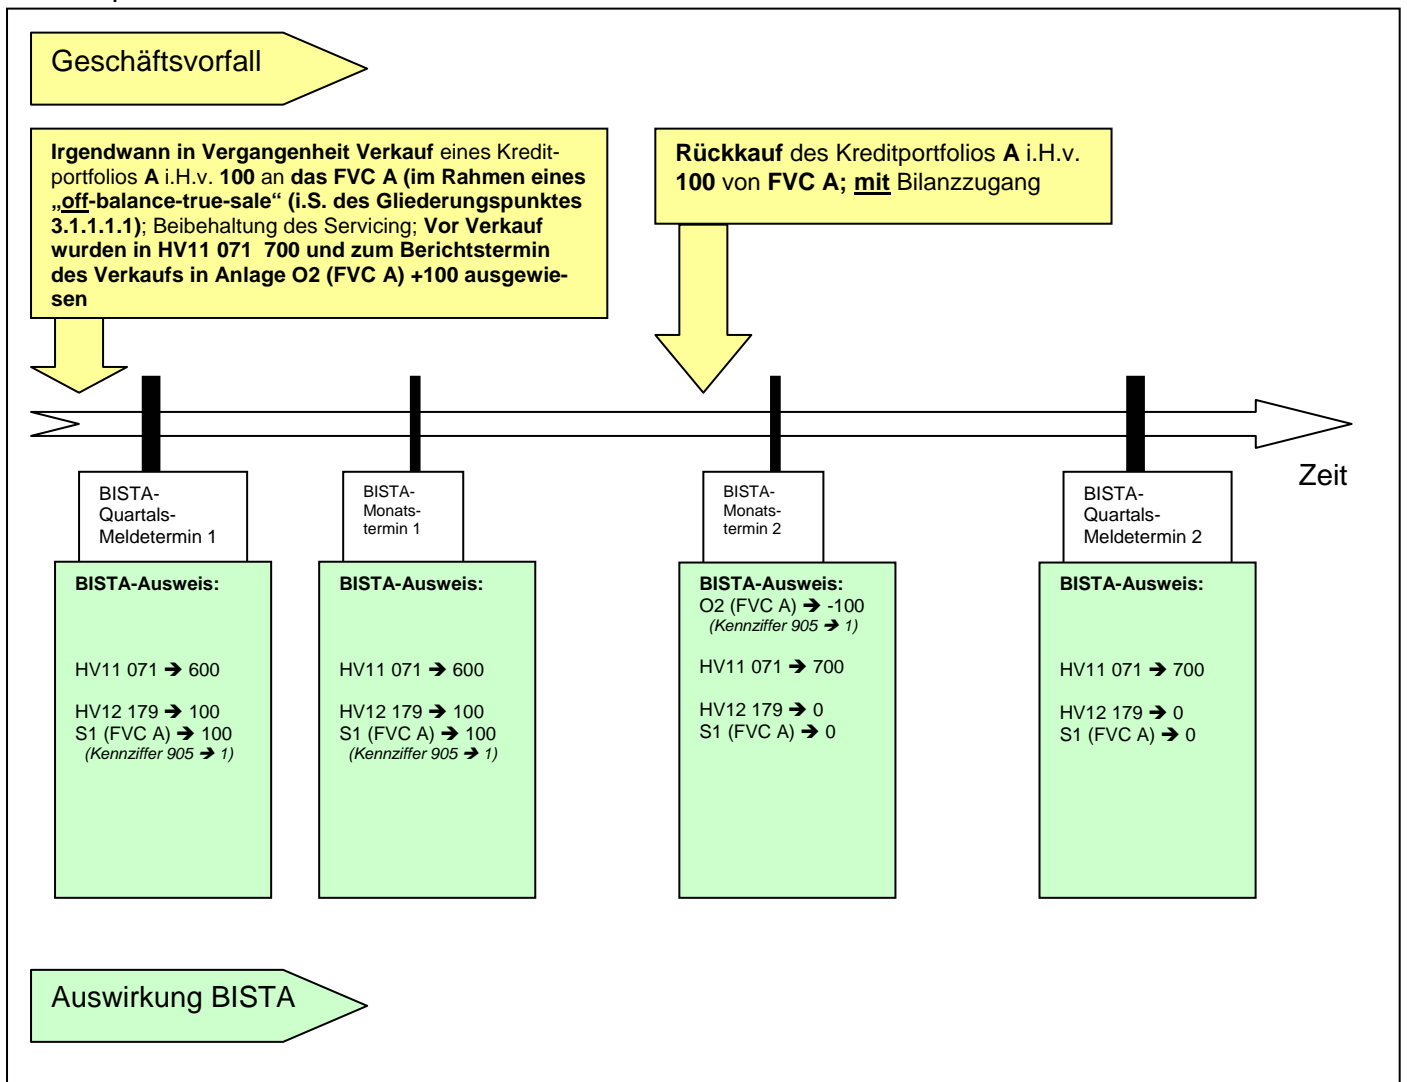 Geschäftsvorfall
Irgendwann in Vergangenheit Verkauf eines Kredit-
portfolios A i.H.v. 100 an das FVC A (im Rahmen eines
„off-balance-true-sale“ (i.S. des Gliederungspunktes
3.1.1.1.1); Beibehaltung des Servicing; Vor Verkauf
wurden in HV11 071 700 und zum Berichtstermin
des Verkaufs in Anlage O2 (FVC A) +100 ausgewie-
sen
Rückkauf des Kreditportfolios A i.H.v.
100 von FVC A; mit Bilanzzugang
Zeit
BISTA-
Quartals-
Meldetermin 1
BISTA-Ausweis:
HV11 071 ➔ 600
HV12 179 ➔ 100
S1 (FVC A) ➔ 100
(Kennziffer 905 ➔ 1)
BISTA-
Monats-
termin 1
BISTA-Ausweis:
HV11 071 ➔ 600
HV12 179 ➔ 100
S1 (FVC A) ➔ 100
(Kennziffer 905 ➔ 1)
BISTA-
Monats-
termin 2
BISTA-Ausweis:
O2 (FVC A) ➔ -100
(Kennziffer 905 ➔ 1)
HV11 071 ➔ 700
HV12 179 ➔ 0
S1 (FVC A) ➔ 0
BISTA-
Quartals-
Meldetermin 2
BISTA-Ausweis:
HV11 071 ➔ 700
HV12 179 ➔ 0
S1 (FVC A) ➔ 0
Auswirkung BISTA